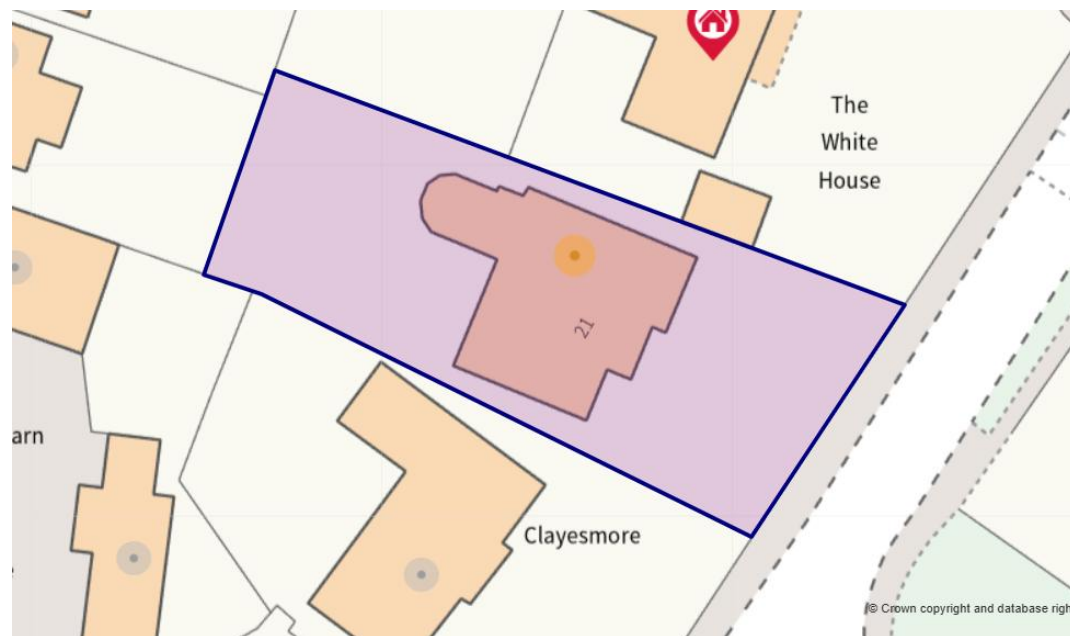 The
White
House
21
arn
Clayesmore
© Crown copyright and database righ